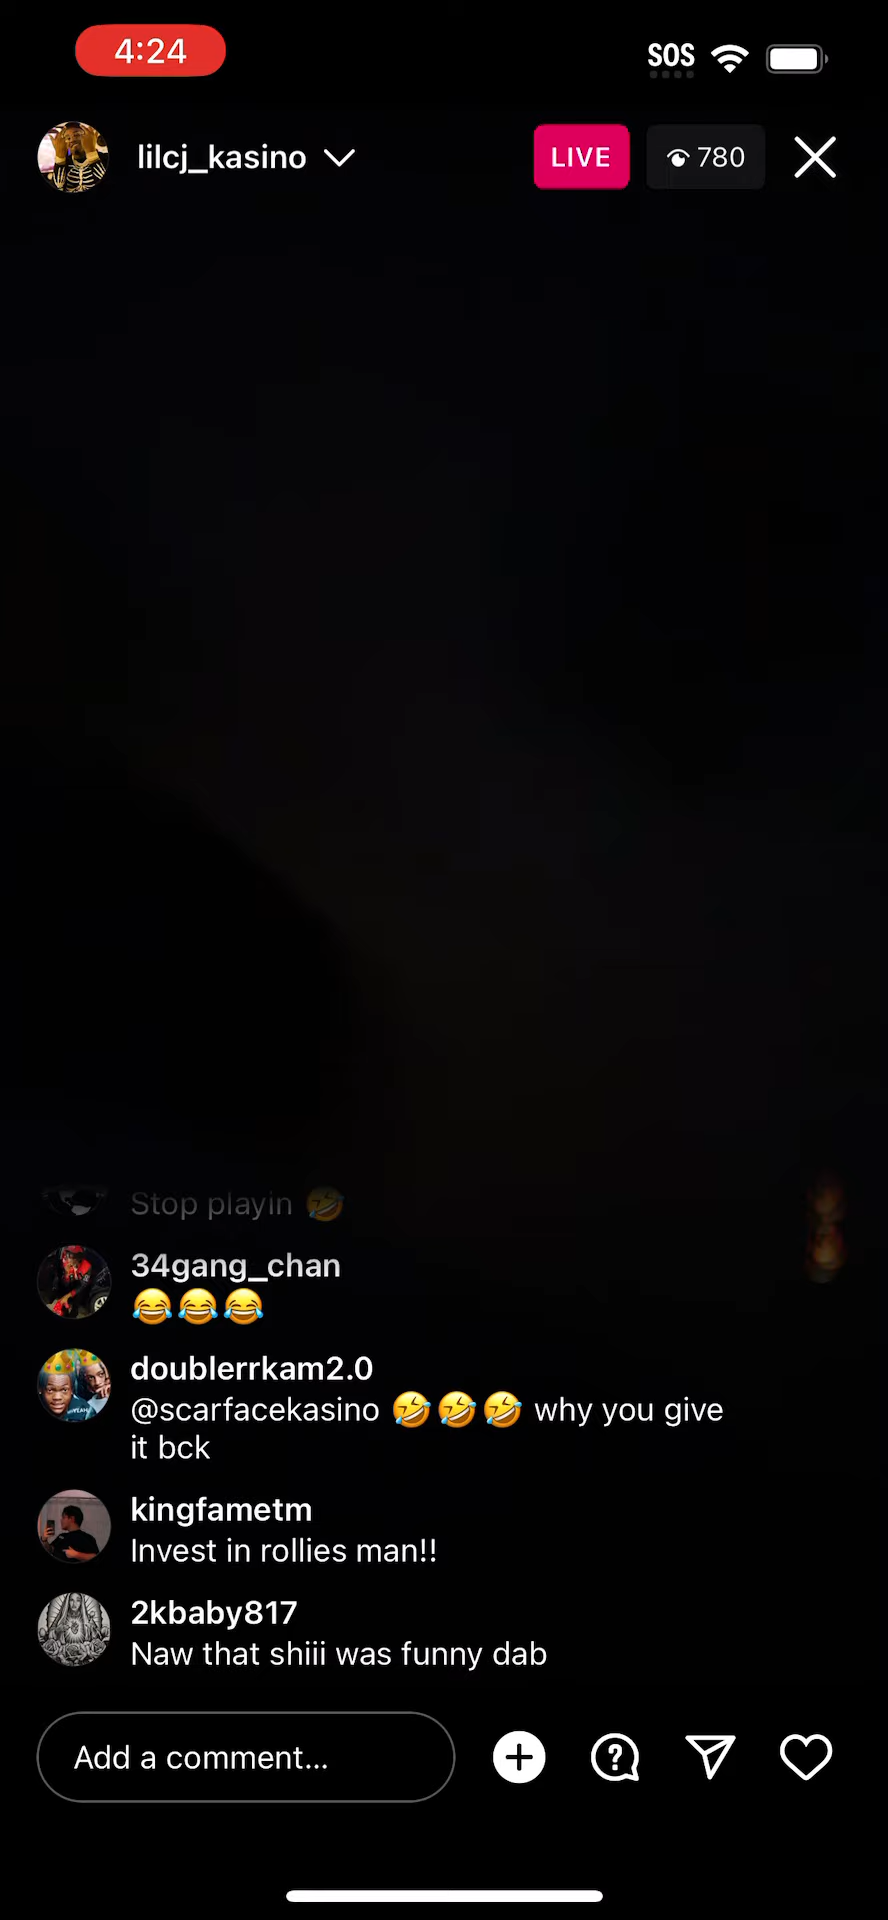 4:24
SOS
lilcj_kasino
LIVE
780
Stop playin 🤣
34gang_chan
😂😂😂
doublerrkam2.0
@scarfacekasino 🤣🤣🤣 why you give
it bck
kingfametm
Invest in rollies man!!
2kbaby817
Naw that shiii was funny dab
Add a comment...